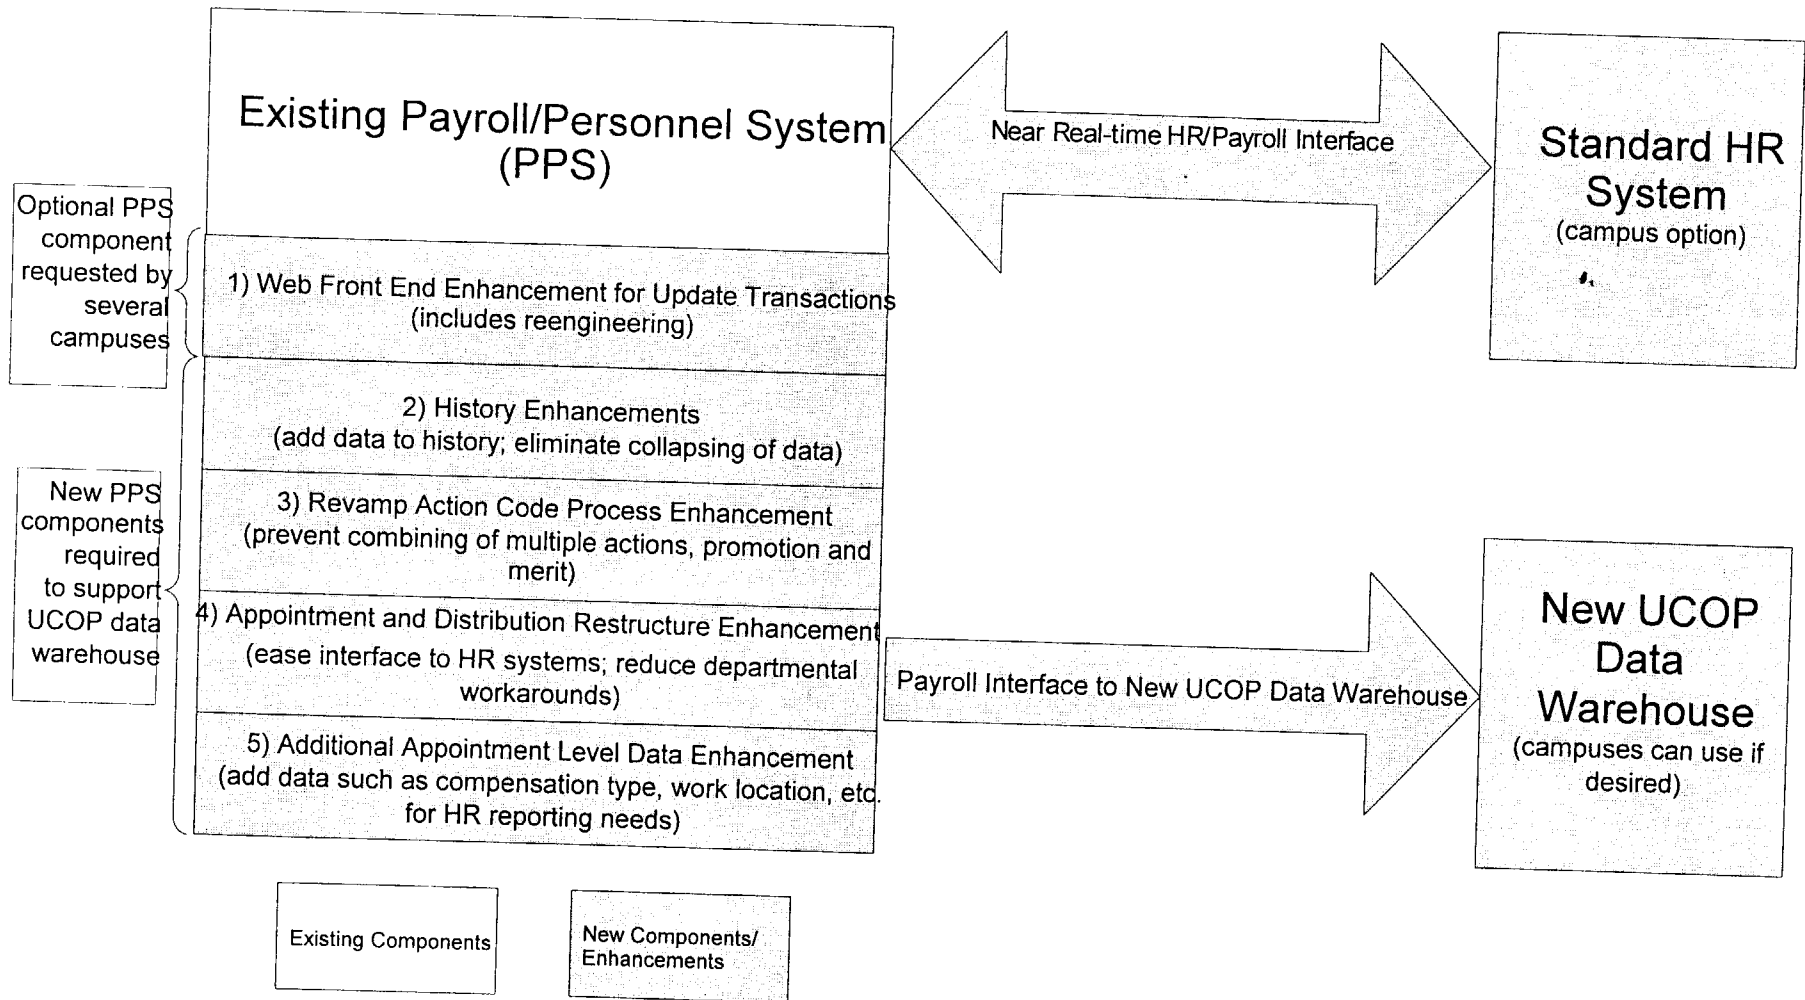 Existing Payroll/Personnel System
(PPS)
Near Real-time HR/Payroll Interface
Standard HR
System
(campus option)
Optional PPS
component
requested by
several
campuses
1) Web Front End Enhancement for Update Transactions
(includes reengineering)
2) History Enhancements
(add data to history; eliminate collapsing of data)
New PPS
components
required
to support
UCOP data
warehouse
3) Revamp Action Code Process Enhancement
(prevent combining of multiple actions, promotion and
merit)
4) Appointment and Distribution Restructure Enhancement
(ease interface to HR systems; reduce departmental
workarounds)
5) Additional Appointment Level Data Enhancement
(add data such as compensation type, work location, etc.
for HR reporting needs)
Payroll Interface to New UCOP Data Warehouse
New UCOP
Data
Warehouse
(campuses can use if
desired)
Existing Components
New Components/
Enhancements